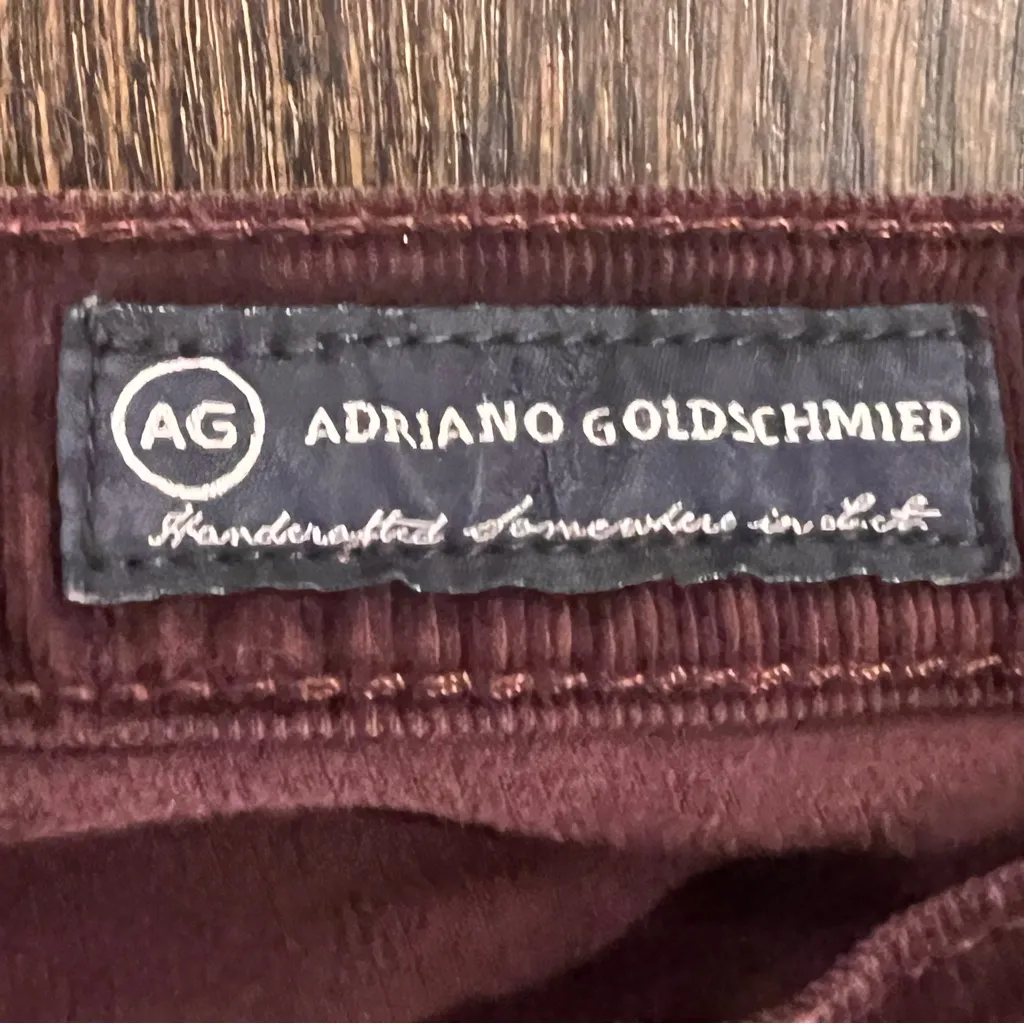 AG ADRIANO GOLDSCHMIED
Handcrafted Somewhere in L.A.